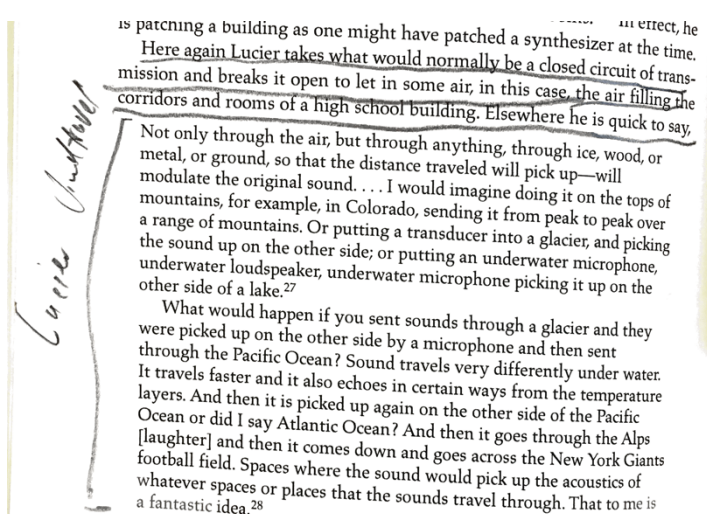 in effect, he
is patching a building as one might have patched a synthesizer at the time.
Here again Lucier takes what would normally be a closed circuit of trans-
mission and breaks it open to let in some air, in this case, the air filling the
corridors and rooms of a high school building. Elsewhere he is quick to say,
Not only through the air, but through anything, through ice, wood, or
metal, or ground, so that the distance traveled will pick up—will
modulate the original sound. . . . I would imagine doing it on the tops of
mountains, for example, in Colorado, sending it from peak to peak over
a range of mountains. Or putting a transducer into a glacier, and picking
the sound up on the other side; or putting an underwater microphone,
underwater loudspeaker, underwater microphone picking it up on the
other side of a lake.27
What would happen if you sent sounds through a glacier and they
were picked up on the other side by a microphone and then sent
through the Pacific Ocean? Sound travels very differently under water.
It travels faster and it also echoes in certain ways from the temperature
layers. And then it is picked up again on the other side of the Pacific
Ocean or did I say Atlantic Ocean? And then it goes through the Alps
[laughter] and then it comes down and goes across the New York Giants
football field. Spaces where the sound would pick up the acoustics of
whatever spaces or places that the sounds travel through. That to me is
a fantastic idea.28
Lucier